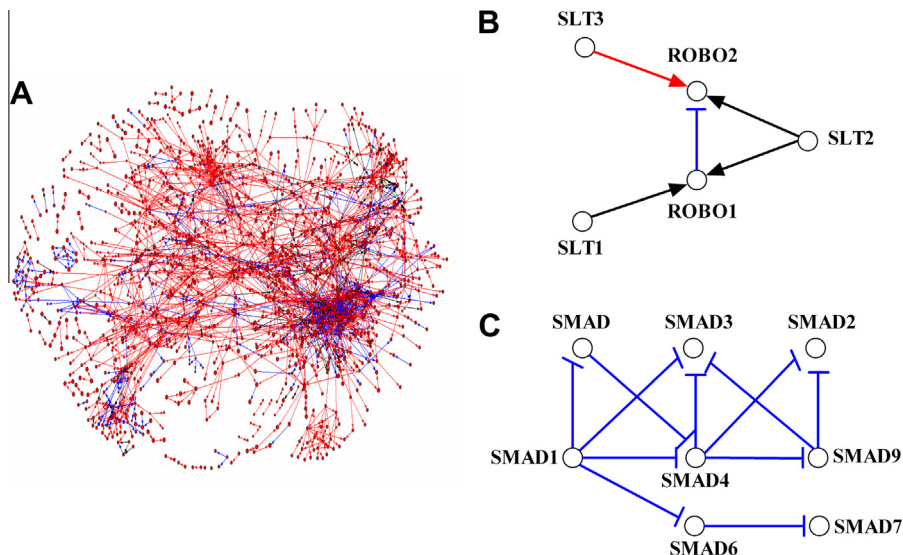 A
B
SLT3
ROBO2
SLT2
ROBO1
SLT1
C
SMAD
SMAD3
SMAD2
SMAD1
SMAD4
SMAD9
SMAD6
SMAD7